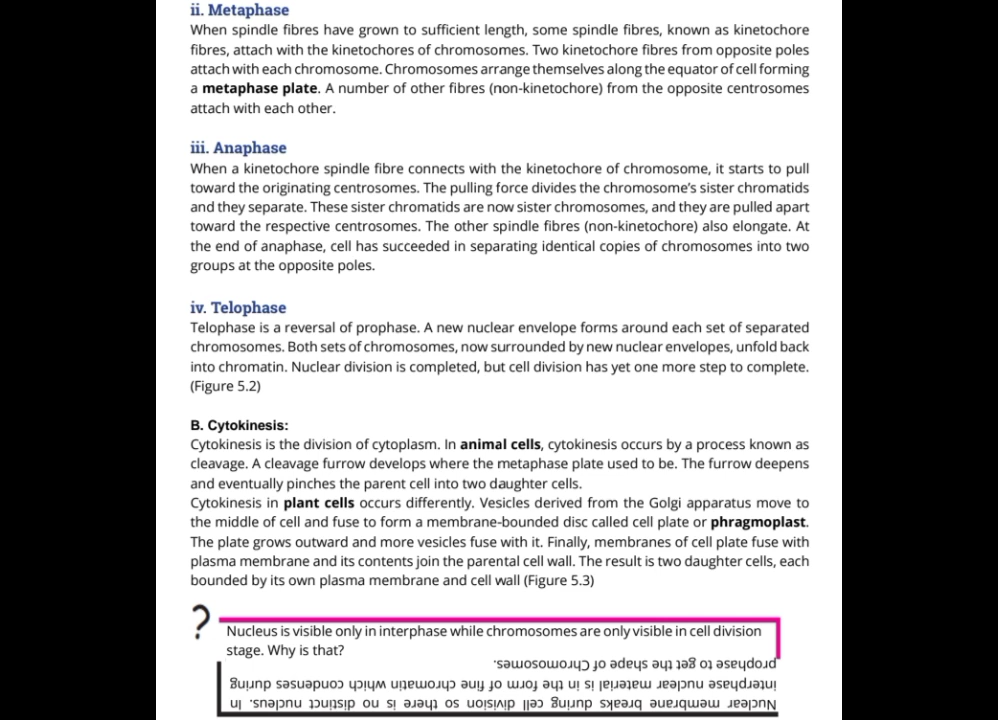 ii. Metaphase
When spindle fibres have grown to sufficient length, some spindle fibres, known as kinetochore
fibres, attach with the kinetochores of chromosomes. Two kinetochore fibres from opposite poles
attach with each chromosome. Chromosomes arrange themselves along the equator of cell forming
a metaphase plate. A number of other fibres (non-kinetochore) from the opposite centrosomes
attach with each other.
iii. Anaphase
When a kinetochore spindle fibre connects with the kinetochore of chromosome, it starts to pull
toward the originating centrosomes. The pulling force divides the chromosome's sister chromatids
and they separate. These sister chromatids are now sister chromosomes, and they are pulled apart
toward the respective centrosomes. The other spindle fibres (non-kinetochore) also elongate. At
the end of anaphase, cell has succeeded in separating identical copies of chromosomes into two
groups at the opposite poles.
iv. Telophase
Telophase is a reversal of prophase. A new nuclear envelope forms around each set of separated
chromosomes. Both sets of chromosomes, now surrounded by new nuclear envelopes, unfold back
into chromatin. Nuclear division is completed, but cell division has yet one more step to complete.
(Figure 5.2)
B. Cytokinesis:
Cytokinesis is the division of cytoplasm. In animal cells, cytokinesis occurs by a process known as
cleavage. A cleavage furrow develops where the metaphase plate used to be. The furrow deepens
and eventually pinches the parent cell into two daughter cells.
Cytokinesis in plant cells occurs differently. Vesicles derived from the Golgi apparatus move to
the middle of cell and fuse to form a membrane-bounded disc called cell plate or phragmoplast.
The plate grows outward and more vesicles fuse with it. Finally, membranes of cell plate fuse with
plasma membrane and its contents join the parental cell wall. The result is two daughter cells, each
bounded by its own plasma membrane and cell wall (Figure 5.3)
?
Nucleus is visible only in interphase while chromosomes are only visible in cell division
stage. Why is that?
Nuclear membrane breaks during cell division so there is no distinct nucleus. In
interphase nuclear material is in the form of fine chromatin which condenses during
prophase to get the shape of Chromosomes.